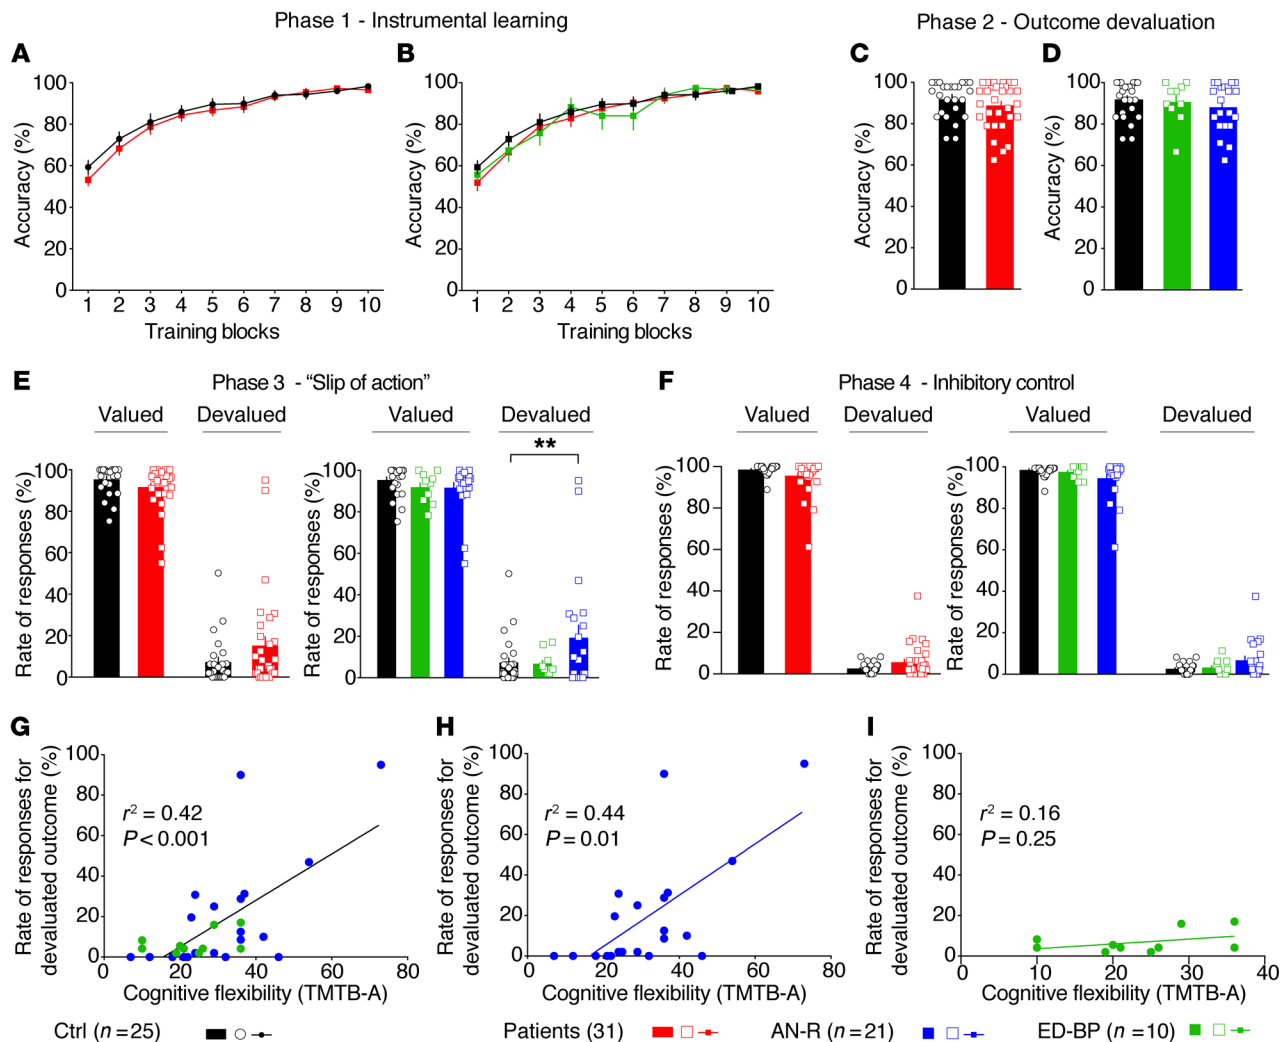 Phase 1 - Instrumental learning
Phase 2 - Outcome devaluation
A
B
C
D
Accuracy (%)
100
80
60
40
20
0
1 2 3 4 5 6 7 8 9 10
Training blocks
Accuracy (%)
100
80
60
40
20
0
1 2 3 4 5 6 7 8 9 10
Training blocks
Accuracy (%)
100
80
60
40
20
0
Accuracy (%)
100
80
60
40
20
0
E
Phase 3 - “Slip of action”
F
Phase 4 - Inhibitory control
Valued Devalued
Valued Devalued
Valued Devalued
Valued Devalued
**
Rate of responses (%)
100
80
60
40
20
0
Rate of responses (%)
100
80
60
40
20
0
Rate of responses (%)
100
80
60
40
20
0
Rate of responses (%)
100
80
60
40
20
0
G
Rate of responses for
devaluated outcome (%)
100
80
60
40
20
0
r² = 0.42
P < 0.001
0 20 40 60 80
Cognitive flexibility (TMTB-A)
H
Rate of responses for
devaluated outcome (%)
100
80
60
40
20
0
r² = 0.44
P = 0.01
0 20 40 60 80
Cognitive flexibility (TMTB-A)
I
Rate of responses for
devaluated outcome (%)
100
80
60
40
20
0
r² = 0.16
P = 0.25
0 10 20 30 40
Cognitive flexibility (TMTB-A)
Ctrl (n = 25)
Patients (31)
AN-R (n = 21)
ED-BP (n = 10)